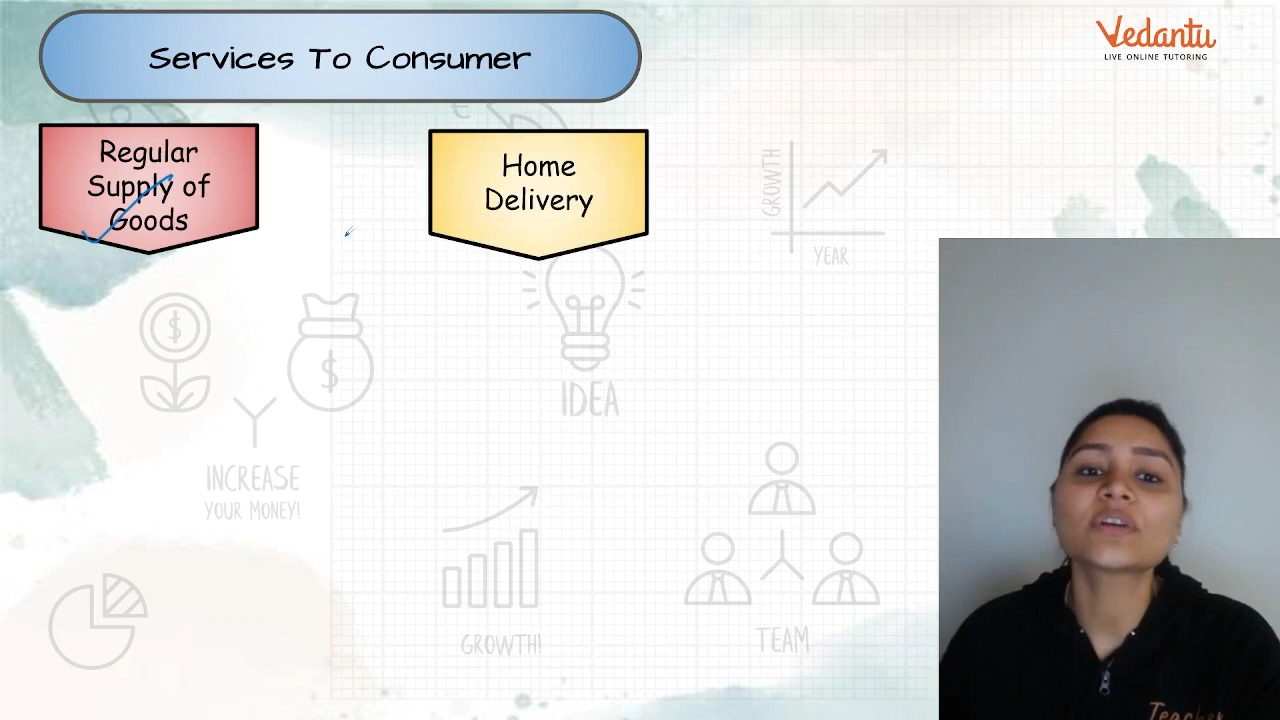 Services To Consumer
Vedantu
LIVE ONLINE TUTORING
Regular
Supply of
Goods
Home
Delivery
€
GROWTH
YEAR
$
$
IDEA
INCREASE
YOUR MONEY!
GROWTH!
TEAM
Teacher